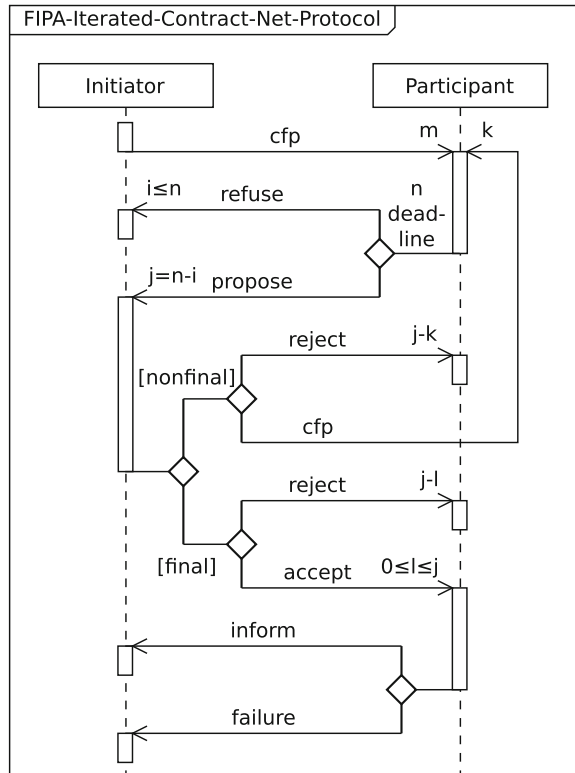 FIPA-Iterated-Contract-Net-Protocol
Initiator
Participant
cfp
m
k
i≤n
refuse
n
dead-
line
j=n-i
propose
reject
j-k
[nonfinal]
cfp
reject
j-l
[final]
accept
0≤l≤j
inform
failure